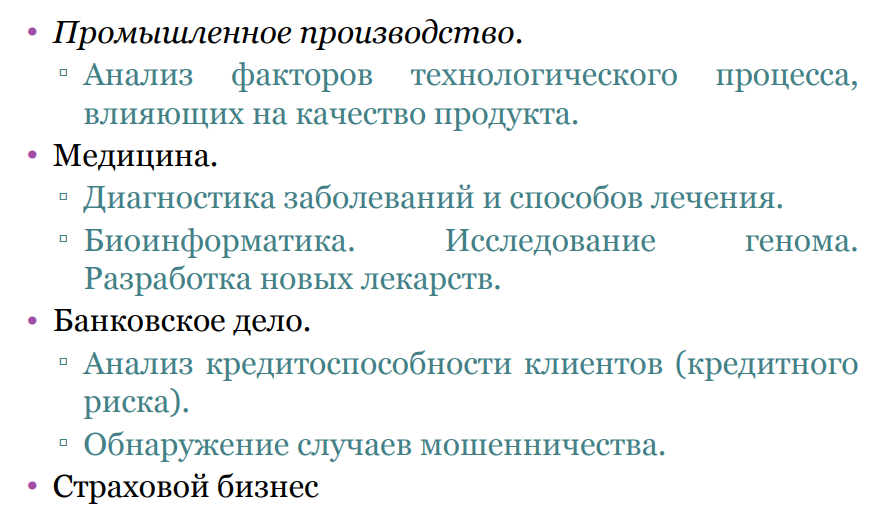 • Промышленное производство.
▫ Анализ факторов технологического процесса,
влияющих на качество продукта.
• Медицина.
▫ Диагностика заболеваний и способов лечения.
▫ Биоинформатика. Исследование генома.
Разработка новых лекарств.
• Банковское дело.
▫ Анализ кредитоспособности клиентов (кредитного
риска).
▫ Обнаружение случаев мошенничества.
• Страховой бизнес